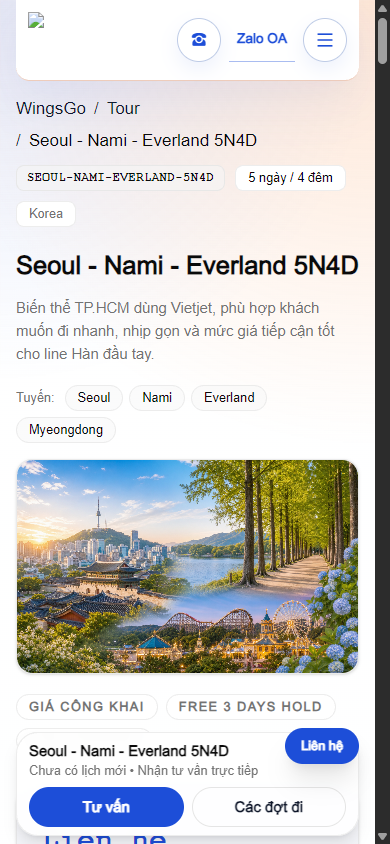 Zalo OA
WingsGo / Tour
/ Seoul - Nami - Everland 5N4D
SEOUL-NAMI-EVERLAND-5N4D
5 ngày / 4 đêm
Korea
Seoul - Nami - Everland 5N4D
Biến thể TP.HCM dùng Vietjet, phù hợp khách
muốn đi nhanh, nhịp gọn và mức giá tiếp cận tốt
cho line Hàn đầu tay.
Tuyến: Seoul Nami Everland
Myeongdong
GIÁ CÔNG KHAI FREE 3 DAYS HOLD
Seoul - Nami - Everland 5N4D
Liên hệ
Chưa có lịch mới • Nhận tư vấn trực tiếp
Tư vấn Các đợt đi
Liên hệ